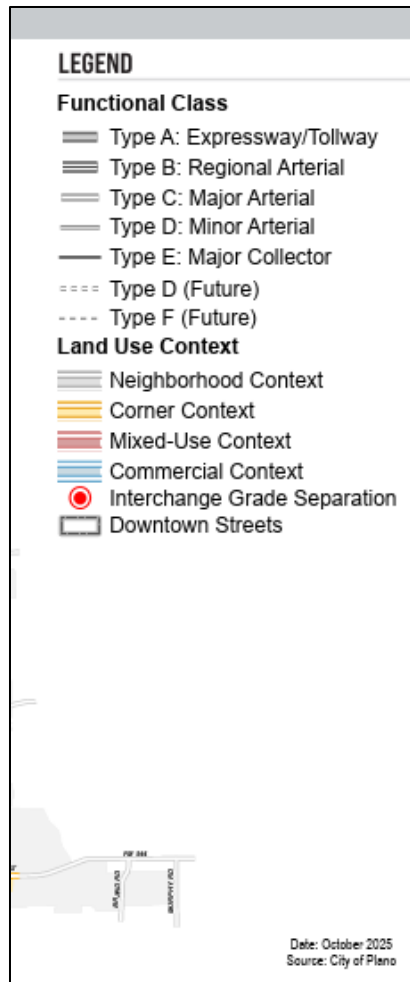 LEGEND
Functional Class
Type A: Expressway/Tollway
Type B: Regional Arterial
Type C: Major Arterial
Type D: Minor Arterial
Type E: Major Collector
Type D (Future)
Type F (Future)
Land Use Context
Neighborhood Context
Corner Context
Mixed-Use Context
Commercial Context
Interchange Grade Separation
Downtown Streets
MURPHY RD
Date: October 2025
Source: City of Plano